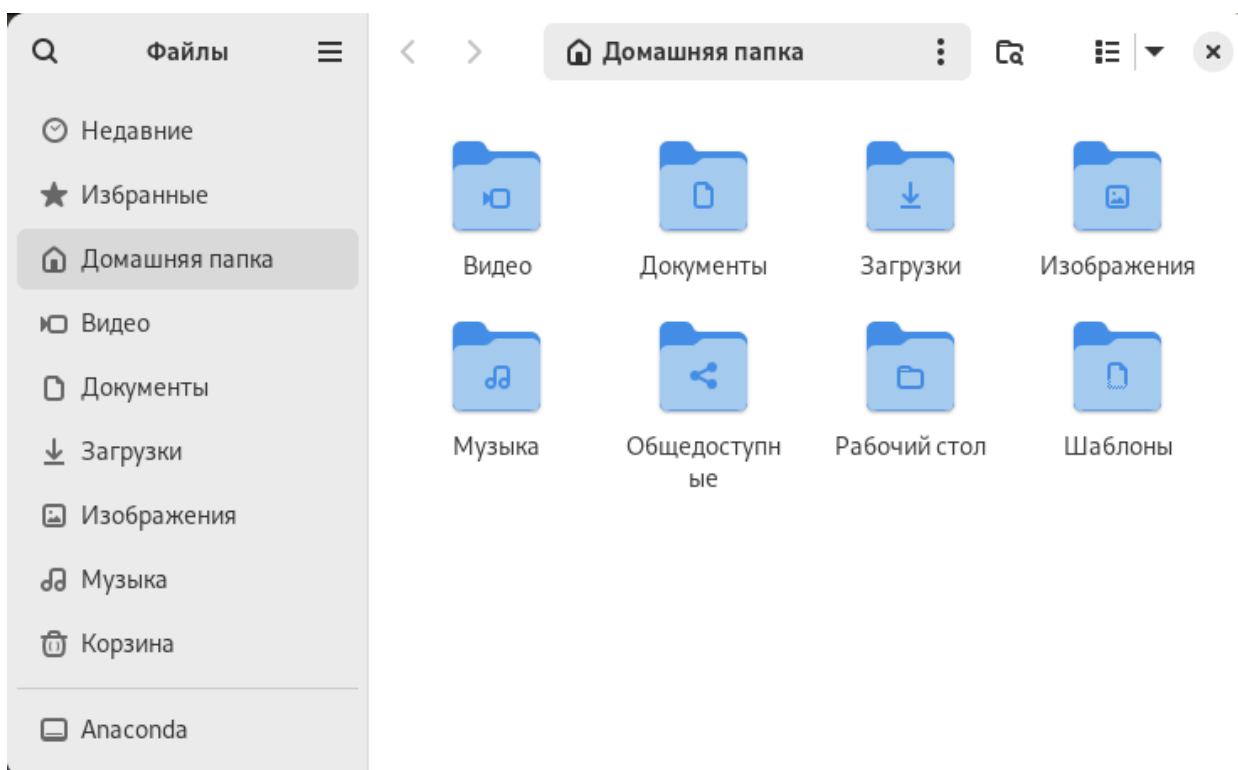 Файлы
Домашняя папка
Недавние
Избранные
Домашняя папка
Видео
Документы
Загрузки
Изображения
Музыка
Корзина
Anaconda
Видео
Документы
Загрузки
Изображения
Музыка
Общедоступн
ые
Рабочий стол
Шаблоны